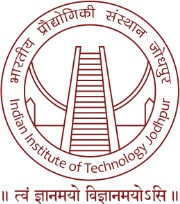 भारतीय प्रौद्योगिकी संस्थान जोधपुर
Indian Institute of Technology Jodhpur
॥ त्वं ज्ञानमयो विज्ञानमयोऽसि ॥